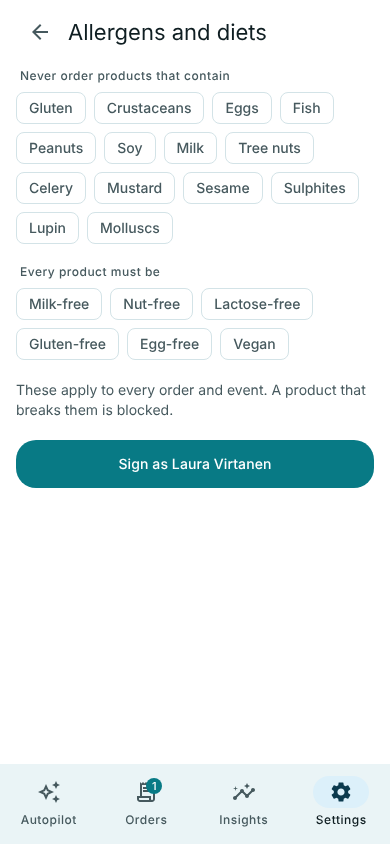 Allergens and diets
Never order products that contain
Gluten Crustaceans Eggs Fish
Peanuts Soy Milk Tree nuts
Celery Mustard Sesame Sulphites
Lupin Molluscs
Every product must be
Milk-free Nut-free Lactose-free
Gluten-free Egg-free Vegan
These apply to every order and event. A product that
breaks them is blocked.
Sign as Laura Virtanen
1
Autopilot Orders Insights Settings